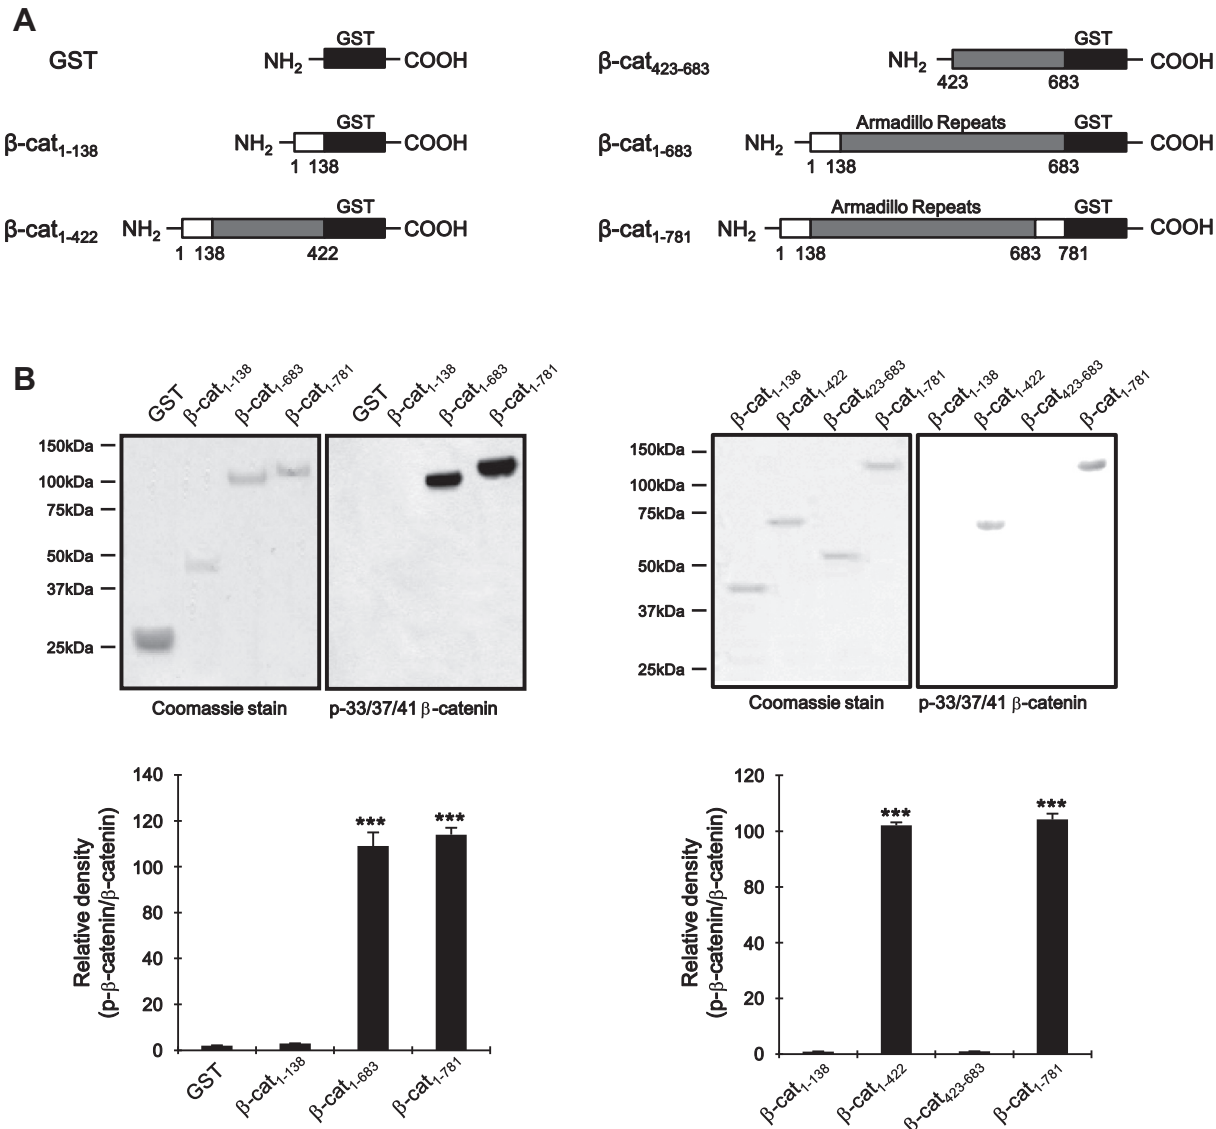 A
GST
NH2
GST
COOH
β-cat423-683
NH2
GST
COOH
423 683
β-cat1-138
NH2
GST
COOH
1 138
β-cat1-683
NH2
Armadillo Repeats
GST
COOH
1 138 683
β-cat1-422
NH2
GST
COOH
1 138 422
β-cat1-781
NH2
Armadillo Repeats
GST
COOH
1 138 683 781
B
GST β-cat1-138 β-cat1-683 β-cat1-781 GST β-cat1-138 β-cat1-683 β-cat1-781
150kDa
100kDa
75kDa
50kDa
37kDa
25kDa
Coomassie stain
p-33/37/41 β-catenin
β-cat1-138 β-cat1-422 β-cat423-683 β-cat1-781 β-cat1-138 β-cat1-422 β-cat423-683 β-cat1-781
150kDa
100kDa
75kDa
50kDa
37kDa
25kDa
Coomassie stain
p-33/37/41 β-catenin
Relative density
(p-β-catenin/β-catenin)
140
120
100
80
40
20
0
***
***
GST β-cat1-138 β-cat1-683 β-cat1-781
Relative density
(p-β-catenin/β-catenin)
120
100
80
40
20
0
***
***
β-cat1-138 β-cat1-422 β-cat423-683 β-cat1-781